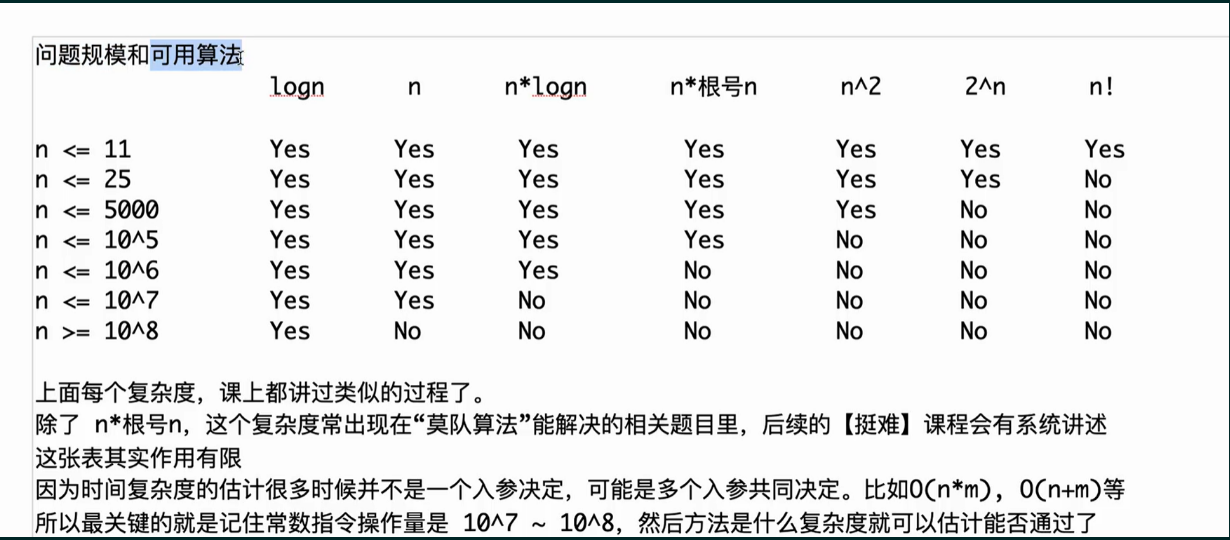 问题规模和可用算法
logn n n*logn n*根号n n^2 2^n n!
n <= 11 Yes Yes Yes Yes Yes Yes Yes
n <= 25 Yes Yes Yes Yes Yes Yes No
n <= 5000 Yes Yes Yes Yes Yes No No
n <= 10^5 Yes Yes Yes Yes No No No
n <= 10^6 Yes Yes Yes No No No No
n <= 10^7 Yes Yes No No No No No
n >= 10^8 Yes No No No No No No
上面每个复杂度，课上都讲过类似的过程了。
除了 n*根号n，这个复杂度常出现在“莫队算法”能解决的相关题目里，后续的【挺难】课程会有系统讲述
这张表其实作用有限
因为时间复杂度的估计很多时候并不是一个入参决定，可能是多个入参共同决定。比如O(n*m), O(n+m)等
所以最关键的就是记住常数指令操作量是 10^7 ~ 10^8，然后方法是什么复杂度就可以估计能否通过了